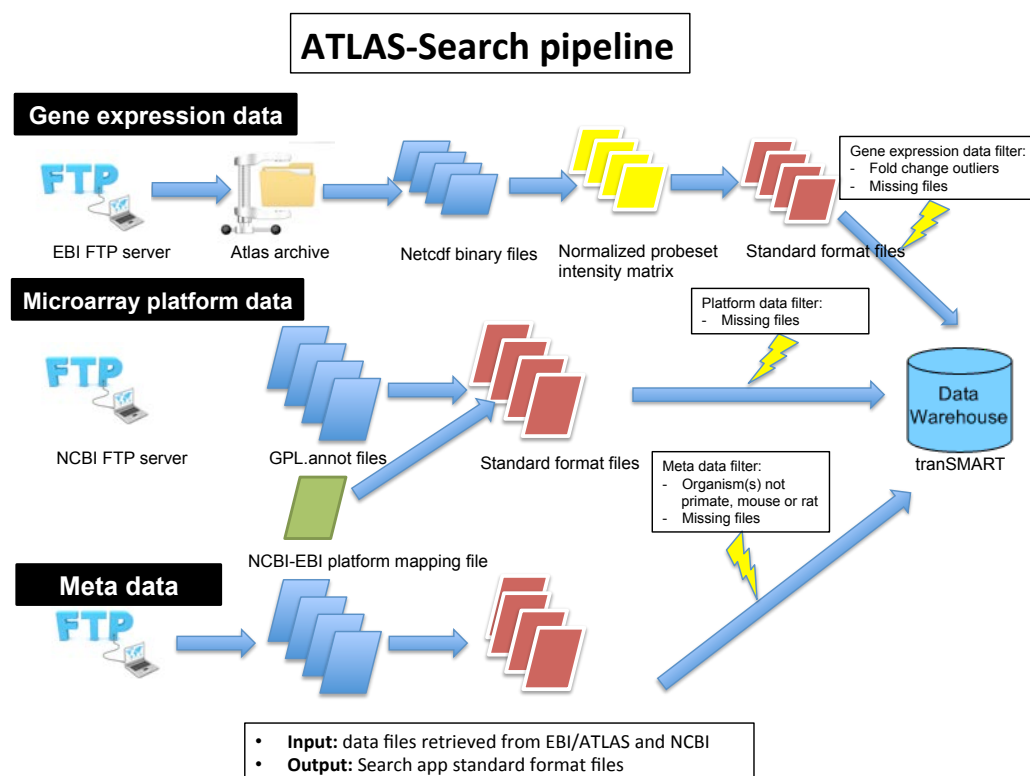 ATLAS-Search pipeline
Gene expression data
FTP
EBI FTP server
Atlas archive
Netcdf binary files
Normalized probeset
intensity matrix
Standard format files
Gene expression data filter:
- Fold change outliers
- Missing files
Microarray platform data
FTP
NCBI FTP server
GPL.annot files
Standard format files
Platform data filter:
- Missing files
Data
Warehouse
tranSMART
NCBI-EBI platform mapping file
Meta data filter:
- Organism(s) not
primate, mouse or rat
- Missing files
Meta data
FTP
• Input: data files retrieved from EBI/ATLAS and NCBI
• Output: Search app standard format files